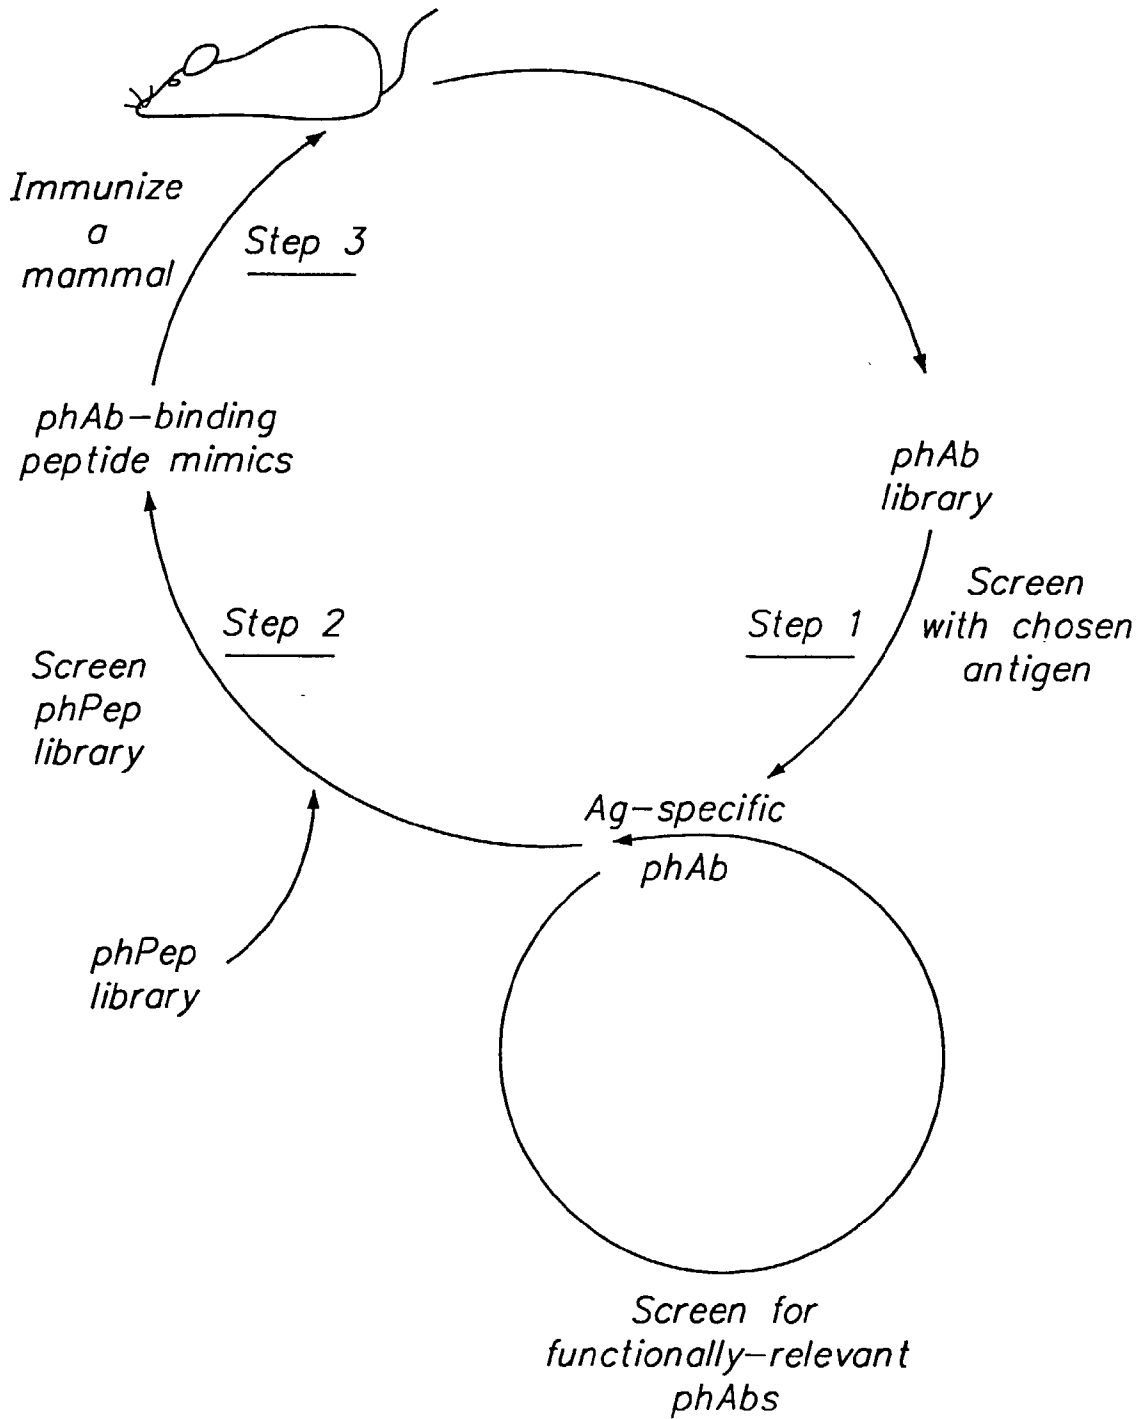 Immunize
a
mammal
Step 3
phAb-binding
peptide mimics
phAb
library
Screen
with chosen
antigen
Step 1
Step 2
Screen
phPep
library
Ag-specific
phAb
phPep
library
Screen for
functionally-relevant
phAbs